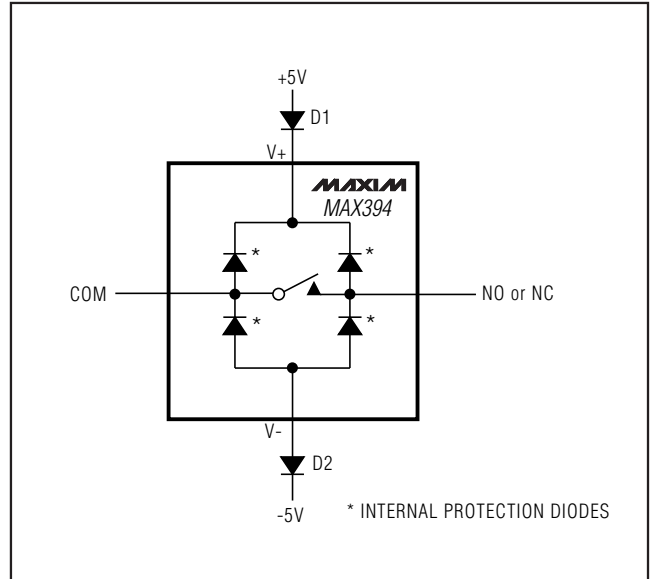 +5V
D1
V+
MAXIM
MAX394
*
*
COM
NO or NC
*
*
V-
D2
-5V
* INTERNAL PROTECTION DIODES